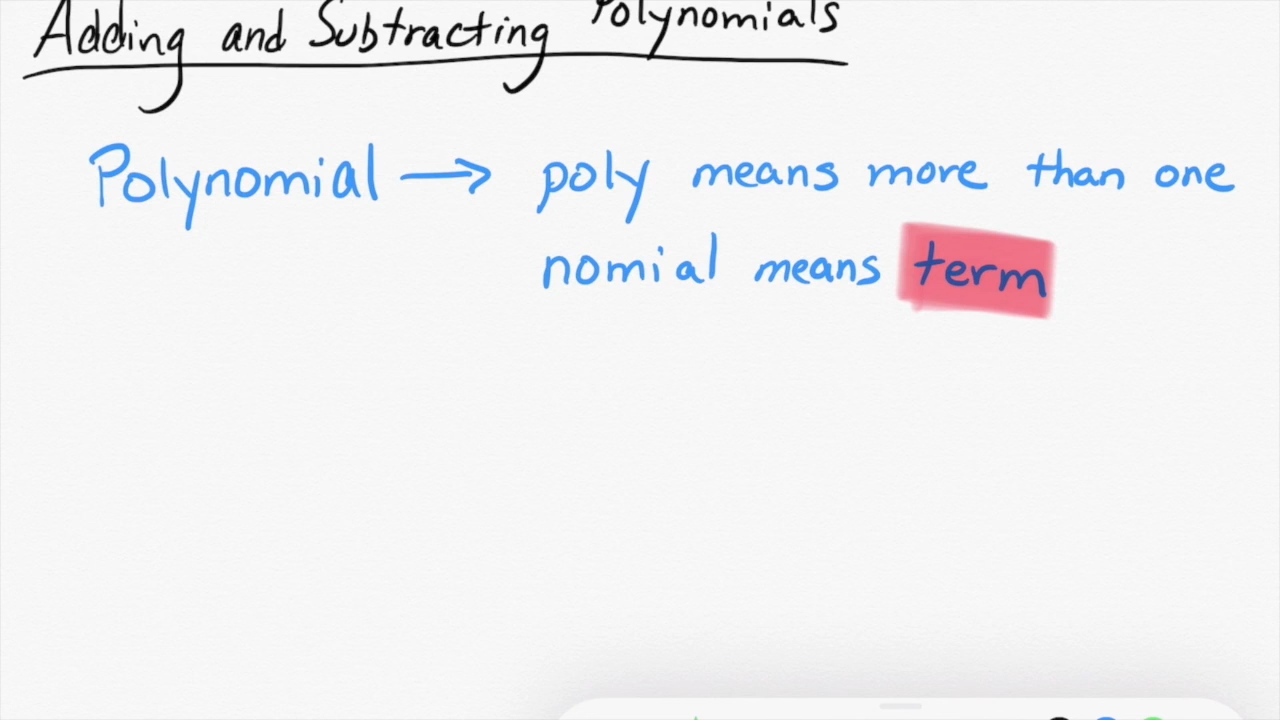 Adding and Subtracting Polynomials
Polynomial → poly means more than one
nomial means term